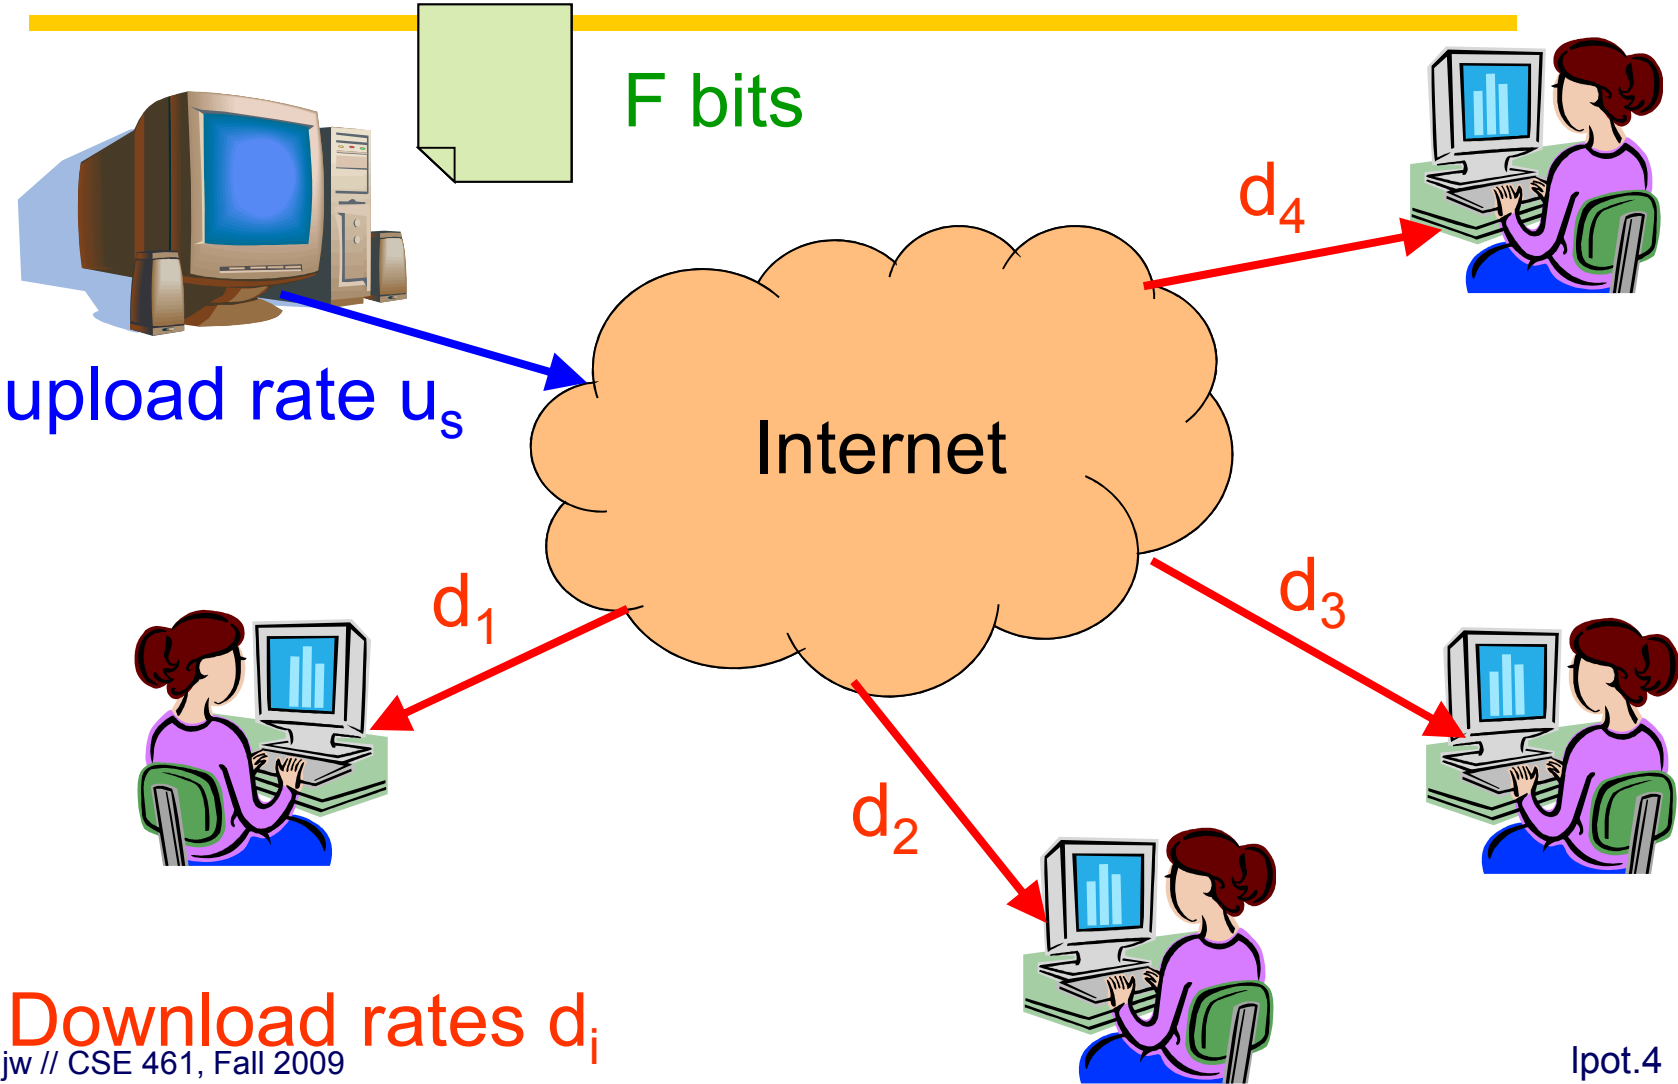 F bits
d4
upload rate us
Internet
d1
d3
d2
Download rates di
jw // CSE 461, Fall 2009
lpot.4